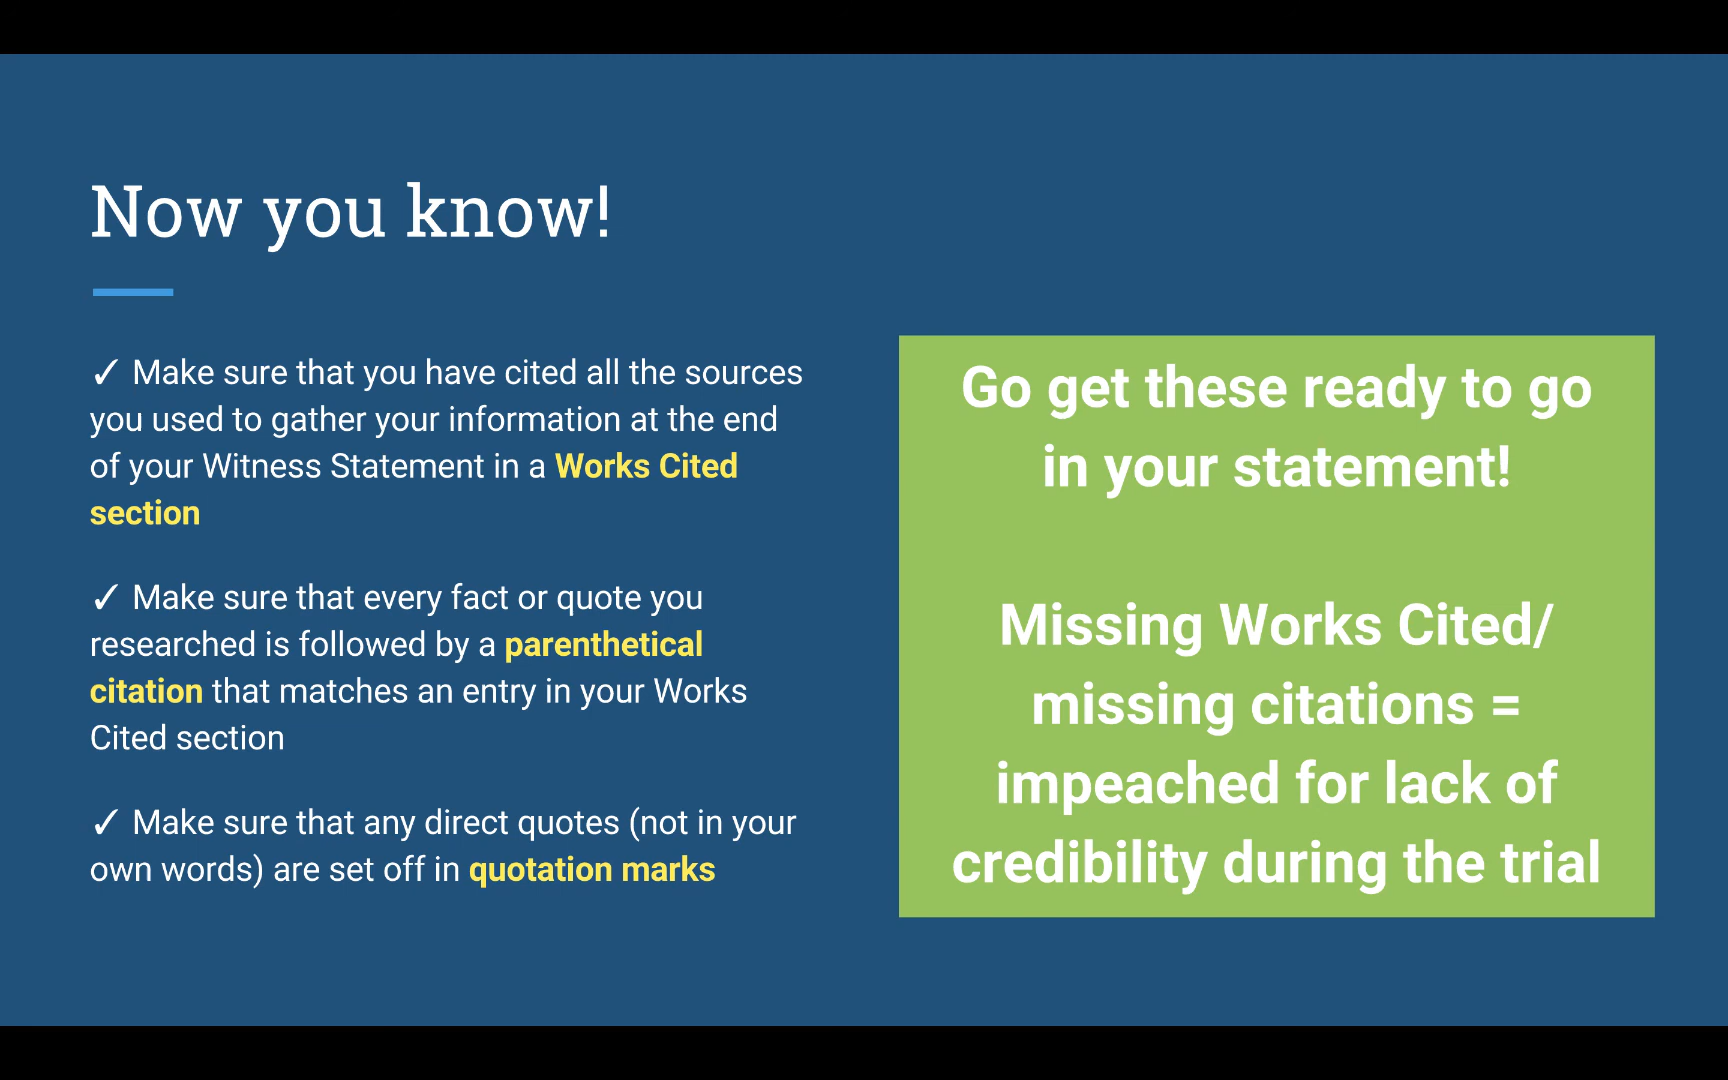 Now you know!
✓ Make sure that you have cited all the sources
you used to gather your information at the end
of your Witness Statement in a Works Cited
section
✓ Make sure that every fact or quote you
researched is followed by a parenthetical
citation that matches an entry in your Works
Cited section
✓ Make sure that any direct quotes (not in your
own words) are set off in quotation marks
Go get these ready to go
in your statement!
Missing Works Cited/
missing citations =
impeached for lack of
credibility during the trial